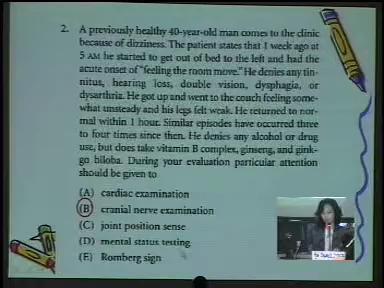 2. A previously healthy 40-year-old man comes to the clinic
because of dizziness. The patient states that 1 week ago at
5 AM he started to get out of bed to the left and had the
acute onset of "feeling the room move." He denies any tin-
nitus, hearing loss, double vision, dysphagia, or
dysarthria. He got up and went to the couch feeling some-
what unsteady and his legs felt weak. He returned to nor-
mal within 1 hour. Similar episodes have occurred three
to four times since then. He denies any alcohol or drug
use, but does take vitamin B complex, ginseng, and gink-
go biloba. During your evaluation particular attention
should be given to
(A) cardiac examination
(B) cranial nerve examination
(C) joint position sense
(D) mental status testing
(E) Romberg sign